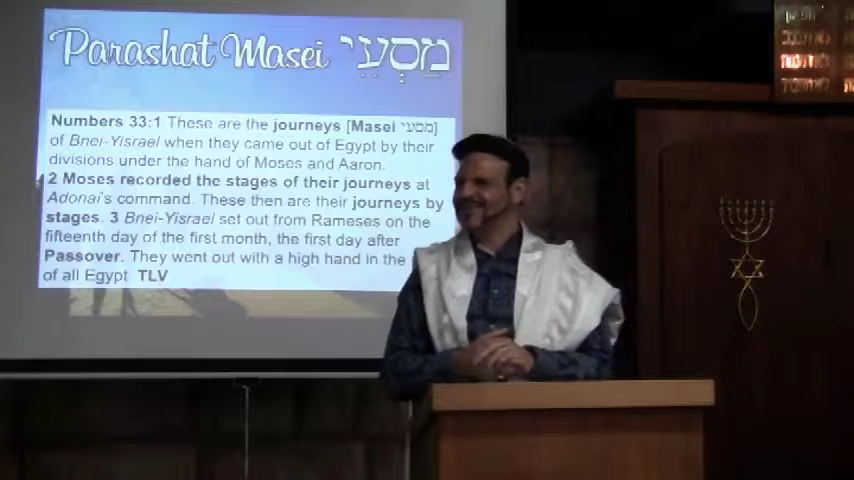 Parashat Masei מַסְעֵי
Numbers 33:1 These are the journeys [Masei מסעי]
of Bnei-Yisrael when they came out of Egypt by their
divisions under the hand of Moses and Aaron.
2 Moses recorded the stages of their journeys at
Adonai's command. These then are their journeys by
stages. 3 Bnei-Yisrael set out from Rameses on the
fifteenth day of the first month, the first day after
Passover. They went out with a high hand in the
of all Egypt TLV